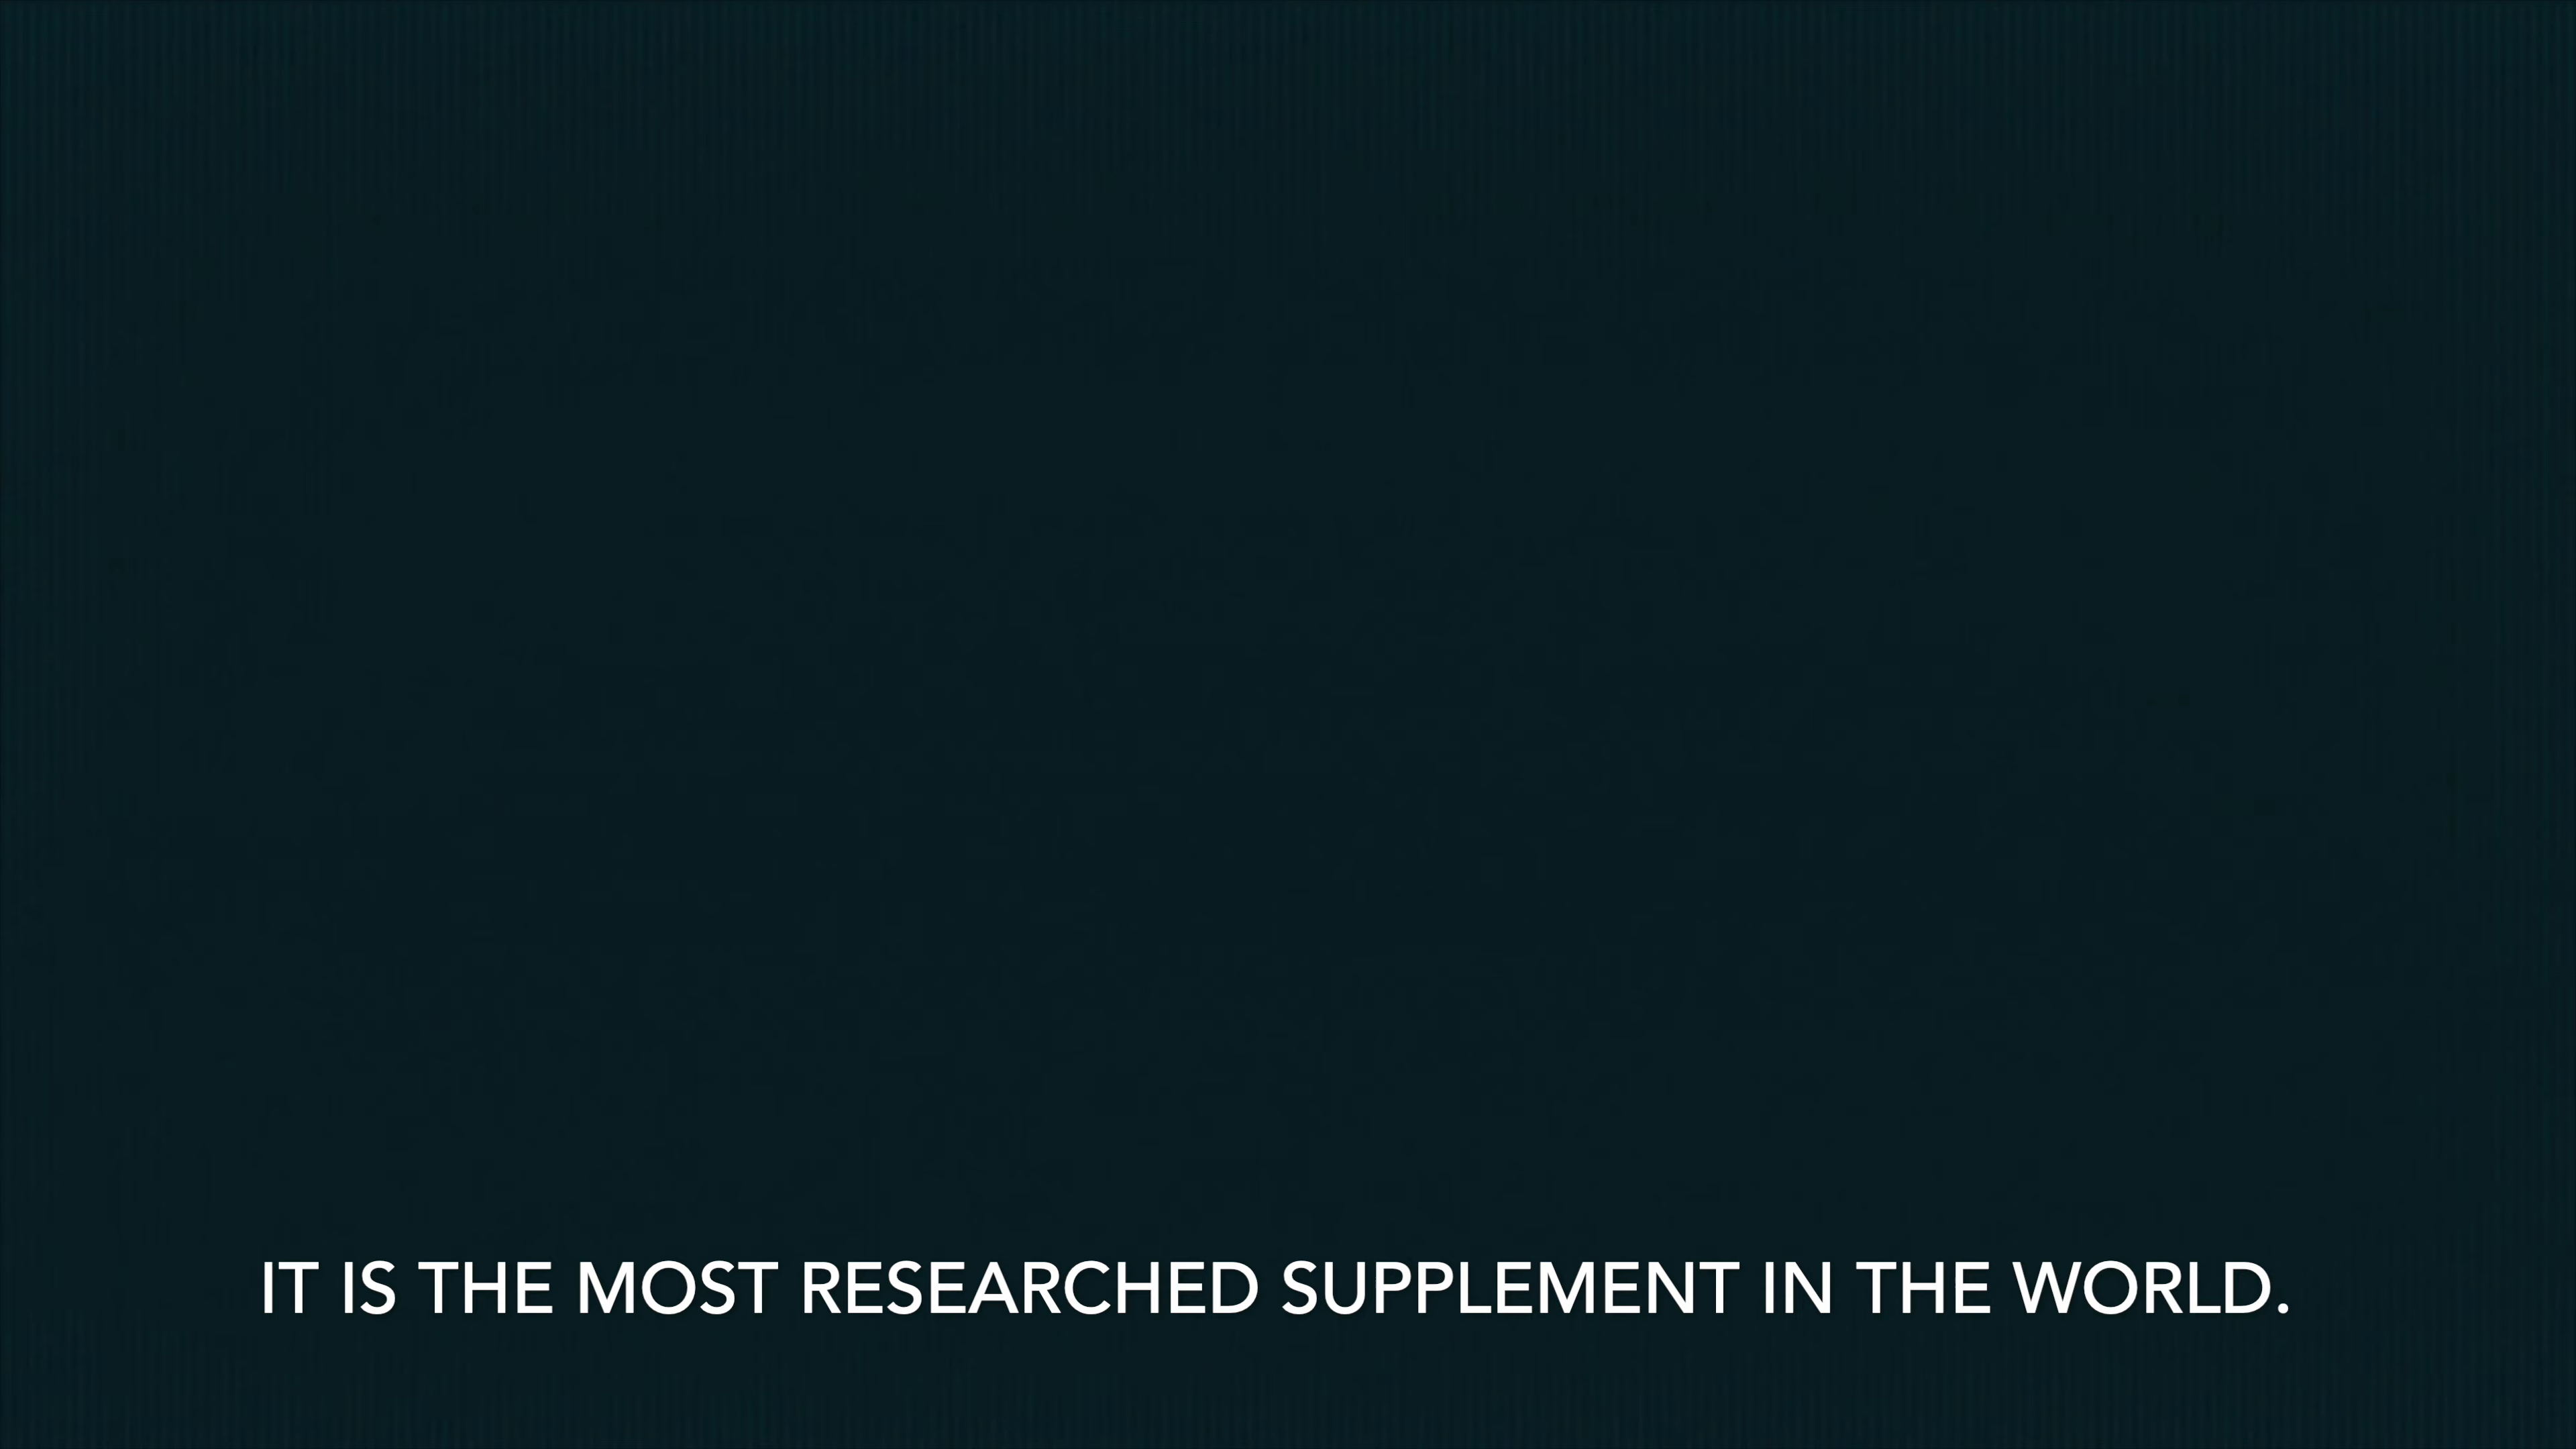 IT IS THE MOST RESEARCHED SUPPLEMENT IN THE WORLD.